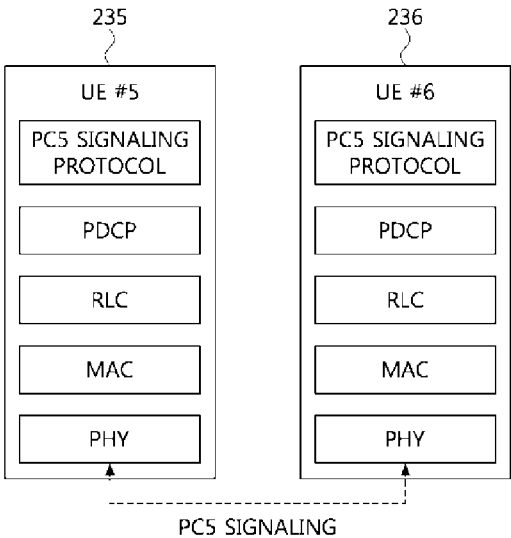 235
236
UE #5
UE #6
PC5 SIGNALING
PROTOCOL
PC5 SIGNALING
PROTOCOL
PDCP
PDCP
RLC
RLC
MAC
MAC
PHY
PHY
PC5 SIGNALING